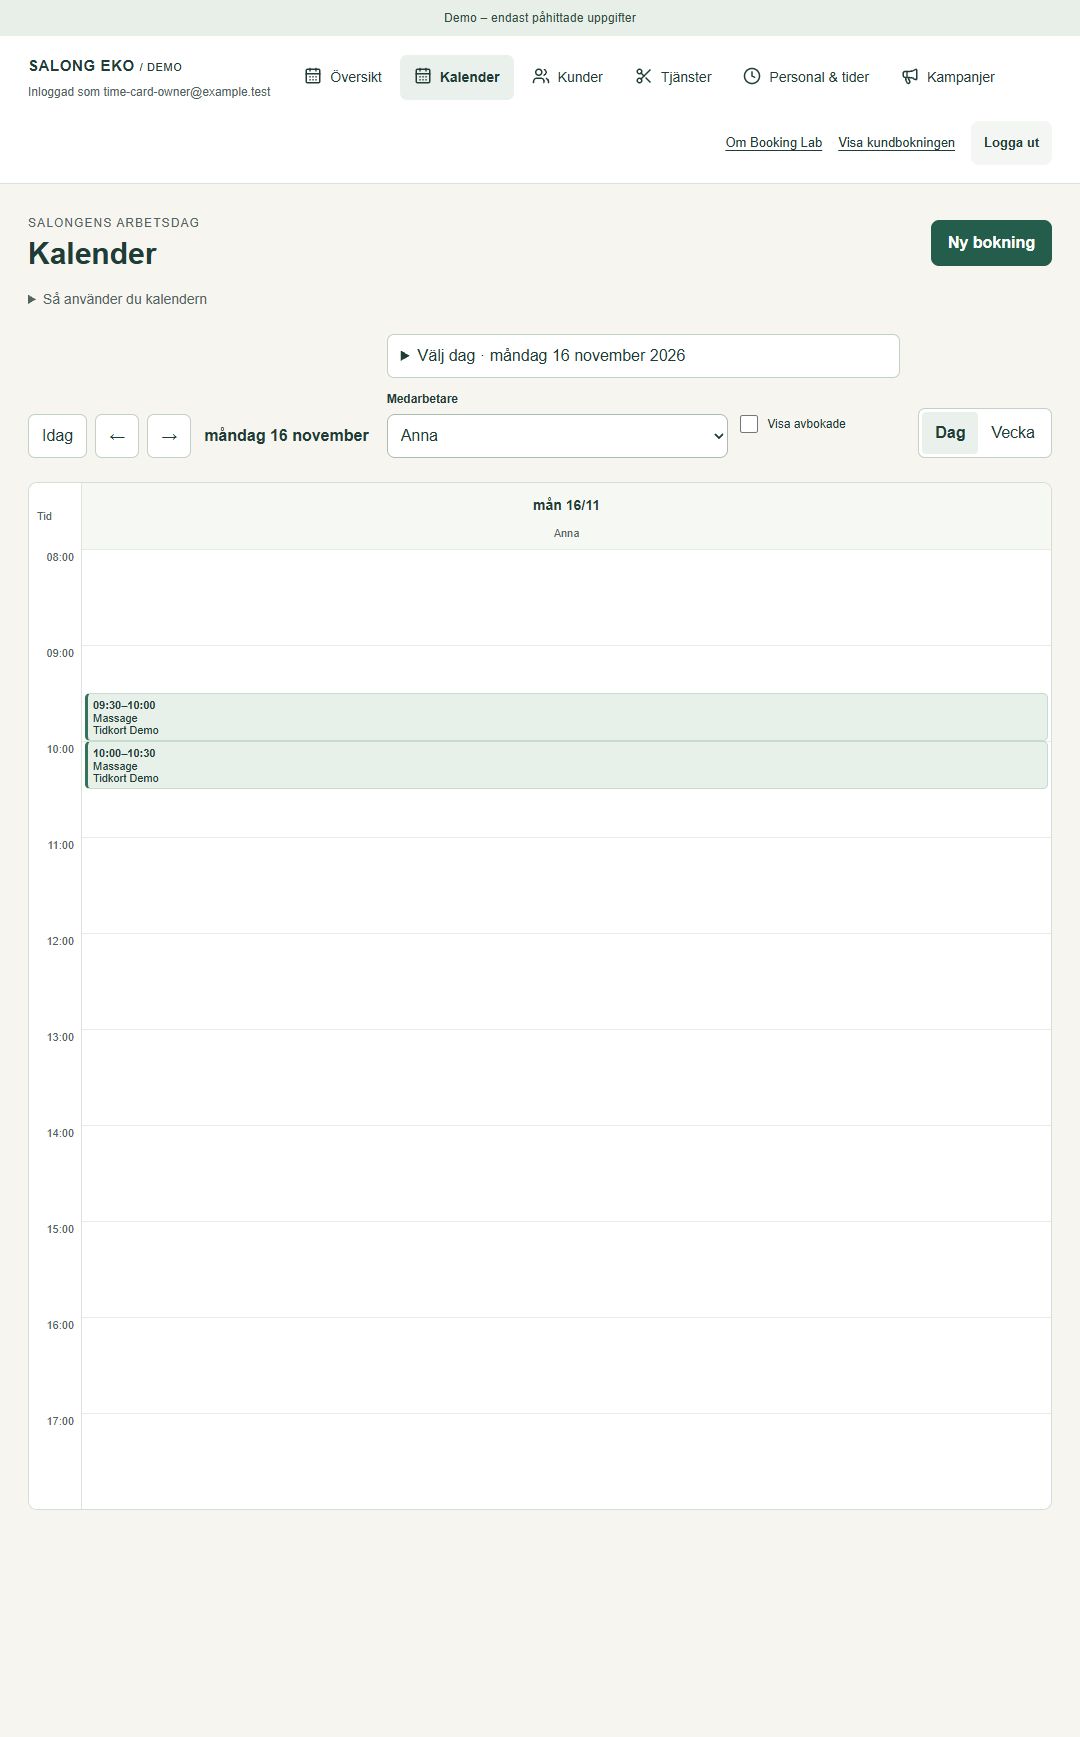 Demo – endast påhittade uppgifter
SALONG EKO / DEMO
Inloggad som time-card-owner@example.test
Översikt
Kalender
Kunder
Tjänster
Personal & tider
Kampanjer
Om Booking Lab
Visa kundbokningen
Logga ut
SALONGENS ARBETSDAG
Kalender
Ny bokning
Så använder du kalendern
Välj dag · måndag 16 november 2026
Idag
←
→
måndag 16 november
Medarbetare
Anna
Visa avbokade
Dag
Vecka
Tid
mån 16/11
Anna
08:00
09:00
09:30–10:00
Massage
Tidkort Demo
10:00
10:00–10:30
Massage
Tidkort Demo
11:00
12:00
13:00
14:00
15:00
16:00
17:00